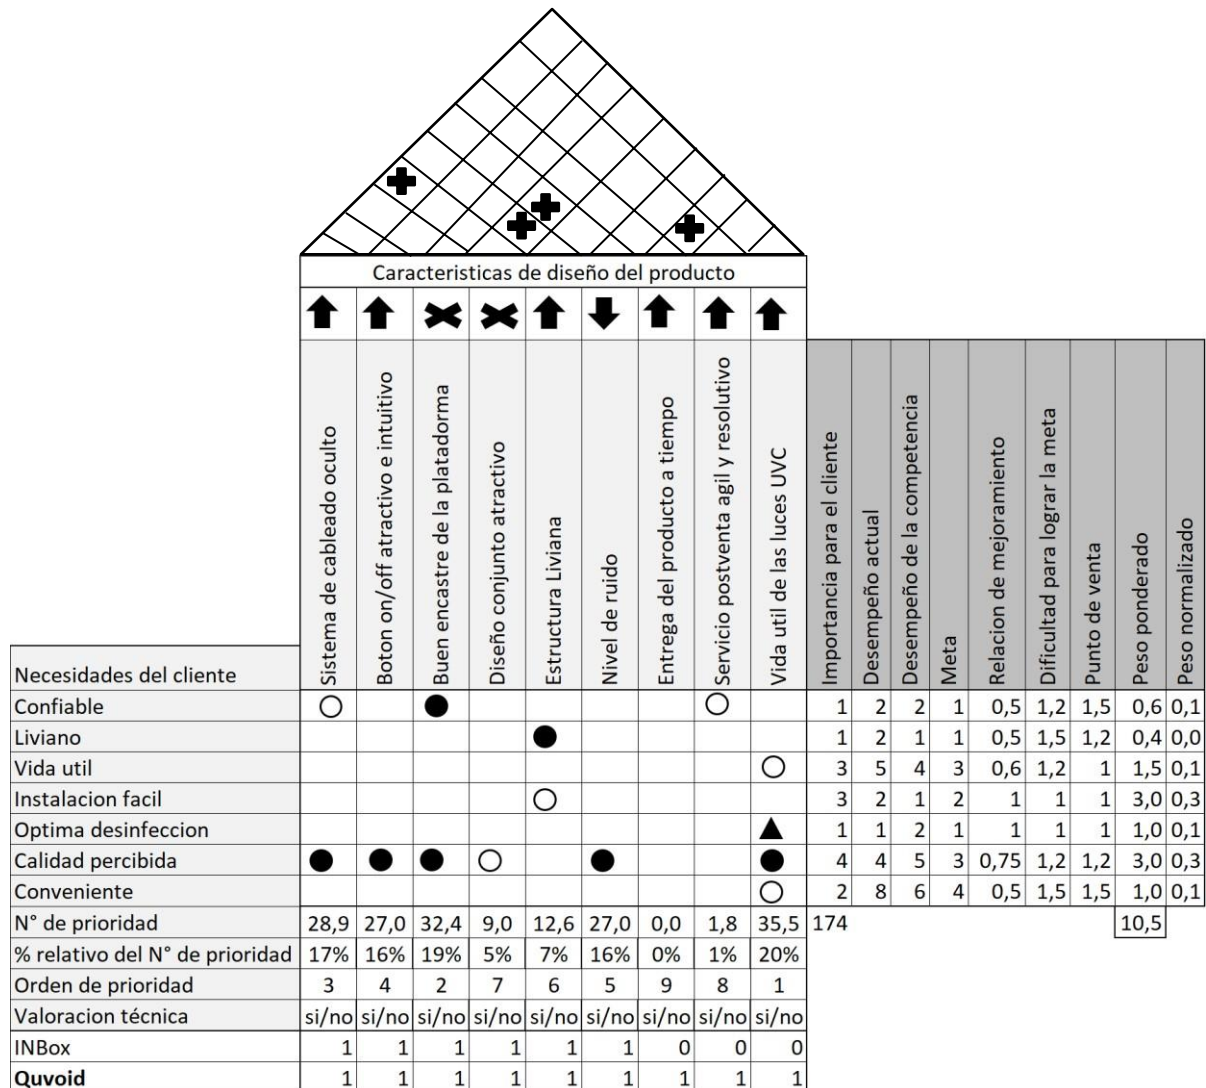 Caracteristicas de diseño del producto
Sistema de cableado oculto
Boton on/off atractivo e intuitivo
Buen encastre de la platadorma
Diseño conjunto atractivo
Estructura Liviana
Nivel de ruido
Entrega del producto a tiempo
Servicio postventa agil y resolutivo
Vida util de las luces UVC
Importancia para el cliente
Desempeño actual
Desempeño de la competencia
Meta
Relacion de mejoramiento
Dificultad para lograr la meta
Punto de venta
Peso ponderado
Peso normalizado
Necesidades del cliente
Confiable 1 2 2 1 0,5 1,2 1,5 0,6 0,1
Liviano 1 2 1 1 0,5 1,5 1,2 0,4 0,0
Vida util 3 5 4 3 0,6 1,2 1 1,5 0,1
Instalacion facil 3 2 1 2 1 1 1 3,0 0,3
Optima desinfeccion 1 1 2 1 1 1 1 1,0 0,1
Calidad percibida 4 4 5 3 0,75 1,2 1,2 3,0 0,3
Conveniente 2 8 6 4 0,5 1,5 1,5 1,0 0,1
N° de prioridad 28,9 27,0 32,4 9,0 12,6 27,0 0,0 1,8 35,5 174 10,5
% relativo del N° de prioridad 17% 16% 19% 5% 7% 16% 0% 1% 20%
Orden de prioridad 3 4 2 7 6 5 9 8 1
Valoracion técnica si/no si/no si/no si/no si/no si/no si/no si/no si/no
INBox 1 1 1 1 1 1 0 0 0
Quvoid 1 1 1 1 1 1 1 1 1